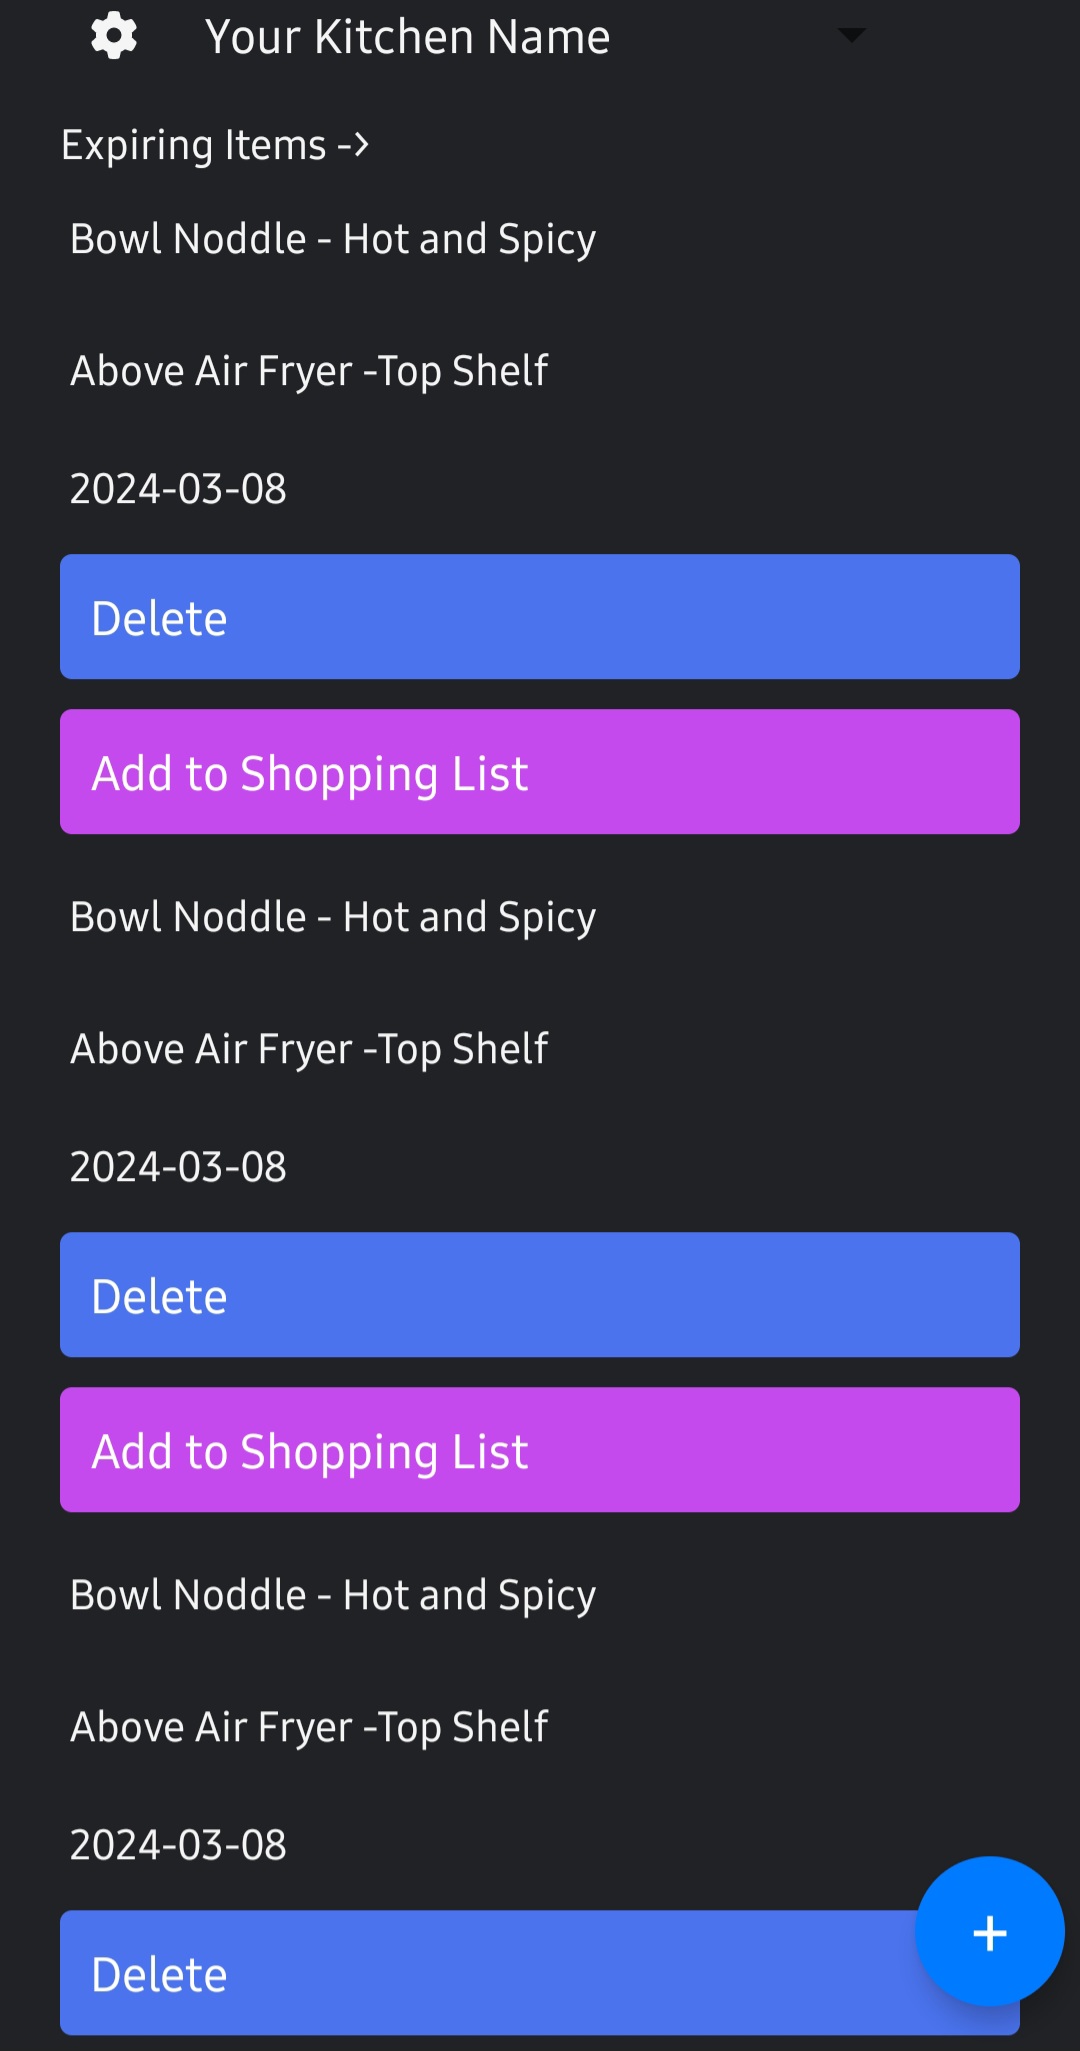 Your Kitchen Name
Expiring Items ->
Bowl Noddle - Hot and Spicy
Above Air Fryer -Top Shelf
2024-03-08
Delete
Add to Shopping List
Bowl Noddle - Hot and Spicy
Above Air Fryer -Top Shelf
2024-03-08
Delete
Add to Shopping List
Bowl Noddle - Hot and Spicy
Above Air Fryer -Top Shelf
2024-03-08
+
Delete